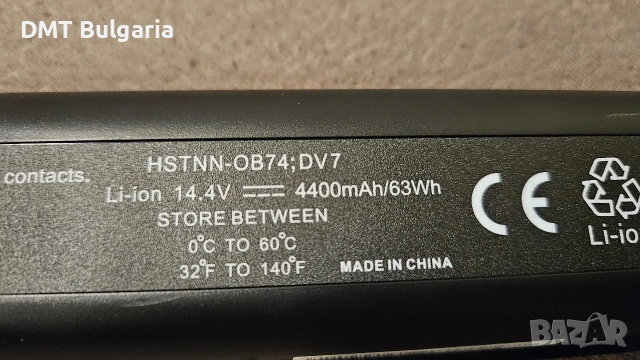 DMT Bulgaria
HSTNN-OB74;DV7
contacts.
Li-ion 14.4V 4400mAh/63Wh
STORE BETWEEN
0°C TO 60°C
32°F TO 140°F
MADE IN CHINA
CE
Li-ion
BAZAR